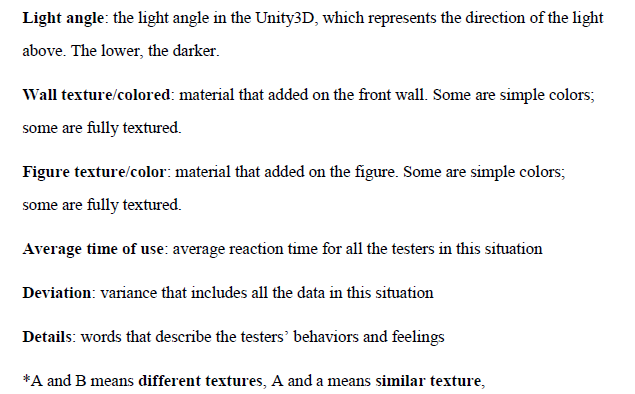 Light angle: the light angle in the Unity3D, which represents the direction of the light
above. The lower, the darker.
Wall texture/colored: material that added on the front wall. Some are simple colors;
some are fully textured.
Figure texture/color: material that added on the figure. Some are simple colors;
some are fully textured.
Average time of use: average reaction time for all the testers in this situation
Deviation: variance that includes all the data in this situation
Details: words that describe the testers’ behaviors and feelings
*A and B means different textures, A and a means similar texture,